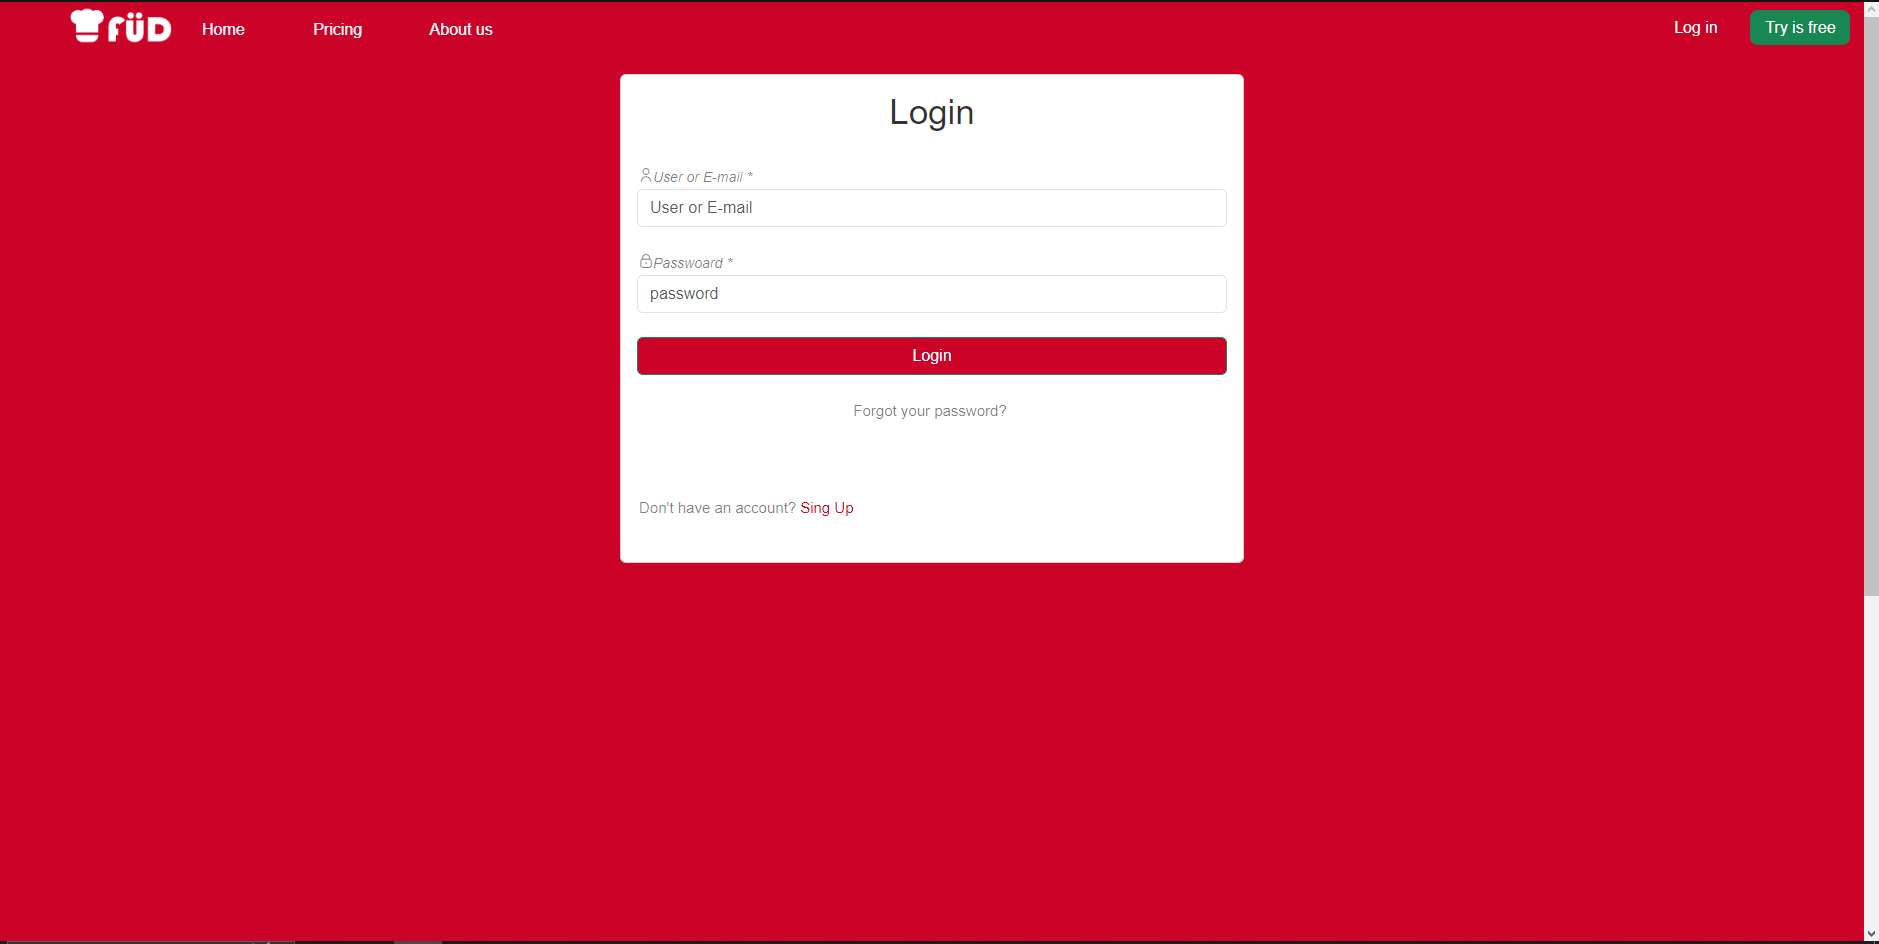 FÜD Home Pricing About us Log in Try is free
Login
User or E-mail *
User or E-mail
Passwoard *
password
Login
Forgot your password?
Don't have an account? Sing Up